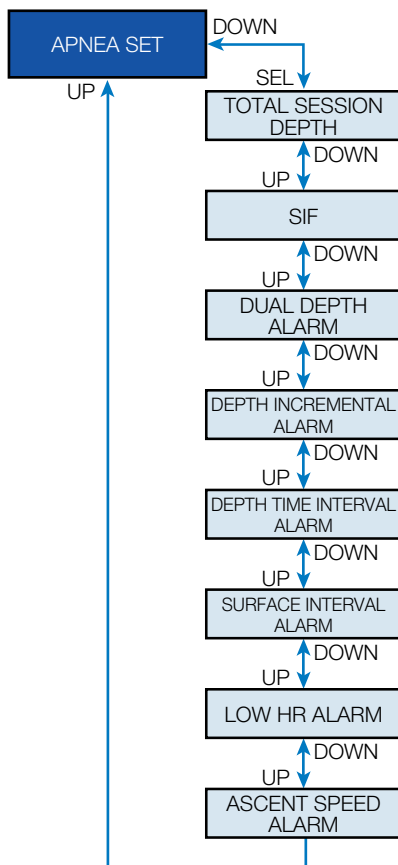 APNEA SET
DOWN
UP
SEL
TOTAL SESSION
DEPTH
DOWN
UP
SIF
DOWN
UP
DUAL DEPTH
ALARM
DOWN
UP
DEPTH INCREMENTAL
ALARM
DOWN
UP
DEPTH TIME INTERVAL
ALARM
DOWN
UP
SURFACE INTERVAL
ALARM
DOWN
UP
LOW HR ALARM
DOWN
UP
ASCENT SPEED
ALARM